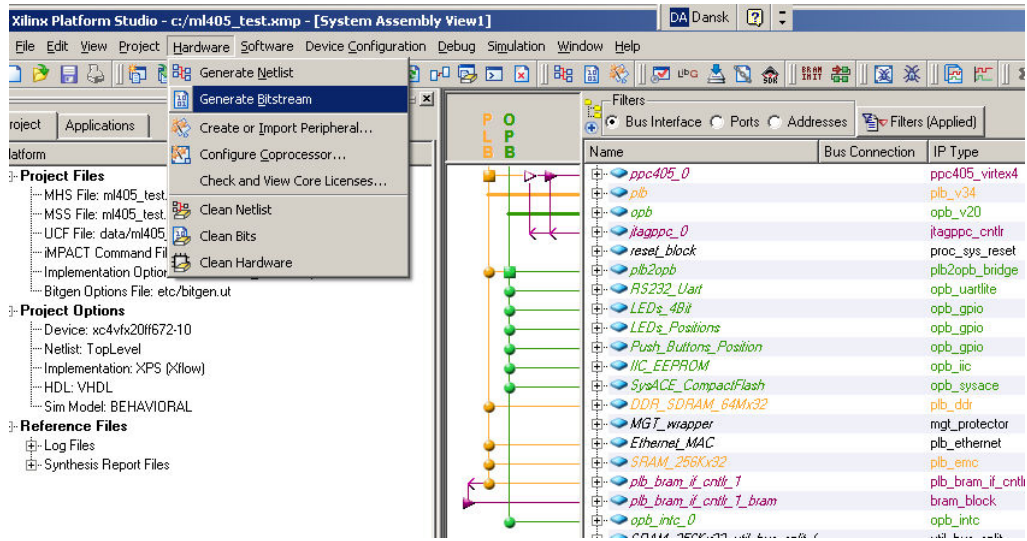 Xilinx Platform Studio - c:/ml405_test.xmp - [System Assembly View1]
DA Dansk
File Edit View Project Hardware Software Device Configuration Debug Simulation Window Help
Generate Netlist
Generate Bitstream
Create or Import Peripheral...
Configure Coprocessor...
Check and View Core Licenses...
Clean Netlist
Clean Bits
Clean Hardware
Applications
Project Files
MHS File: ml405_test.
MSS File: ml405_test.
UCF File: data/ml405_
iMPACT Command Fil
Implementation Option
Bitgen Options File: etc/bitgen.ut
Project Options
Device: xc4vfx20ff672-10
Netlist: TopLevel
Implementation: XPS (Xflow)
HDL: VHDL
Sim Model: BEHAVIORAL
Reference Files
Log Files
Synthesis Report Files
PLB
OPB
Filters
Bus Interface Ports Addresses Filters (Applied)
Name Bus Connection IP Type
ppc405_0 ppc405_virtex4
plb plb_v34
opb opb_v20
jtagppc_0 jtagppc_cntlr
reset_block proc_sys_reset
plb2opb plb2opb_bridge
RS232_Uart opb_uartlite
LEDs_4Bit opb_gpio
LEDs_Positions opb_gpio
Push_Buttons_Position opb_gpio
IIC_EEPROM opb_iic
SysACE_CompactFlash opb_sysace
DDR_SDRAM_64Mx32 plb_ddr
MGT_wrapper mgt_protector
Ethernet_MAC plb_ethernet
SRAM_256Kx32 plb_emc
plb_bram_if_cntlr_1 plb_bram_if_cntlr
plb_bram_if_cntlr_1_bram bram_block
opb_intc_0 opb_intc